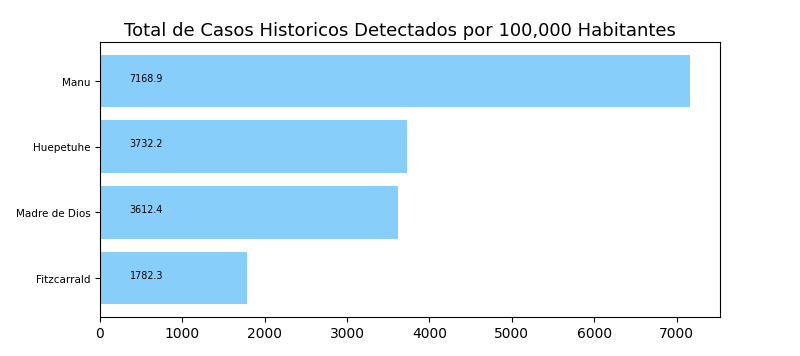 Total de Casos Historicos Detectados por 100,000 Habitantes
Manu 7168.9
Huepetuhe 3732.2
Madre de Dios 3612.4
Fitzcarrald 1782.3
0 1000 2000 3000 4000 5000 6000 7000